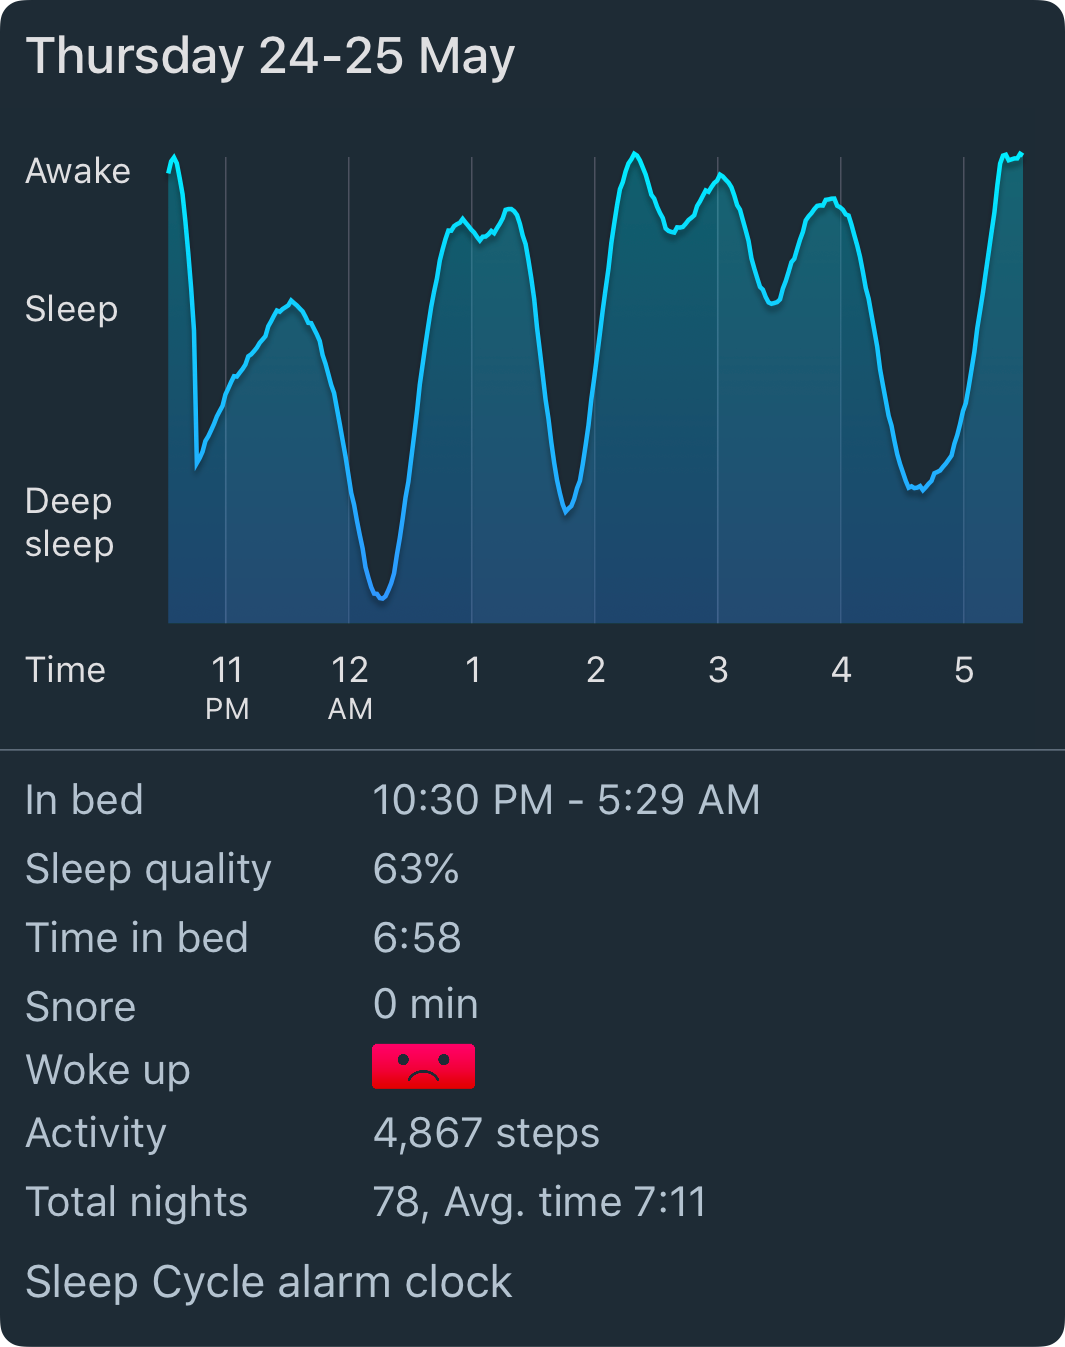 Thursday 24-25 May
Awake
Sleep
Deep
sleep
Time 11 12 1 2 3 4 5
PM AM
In bed 10:30 PM - 5:29 AM
Sleep quality 63%
Time in bed 6:58
Snore 0 min
Woke up
Activity 4,867 steps
Total nights 78, Avg. time 7:11
Sleep Cycle alarm clock